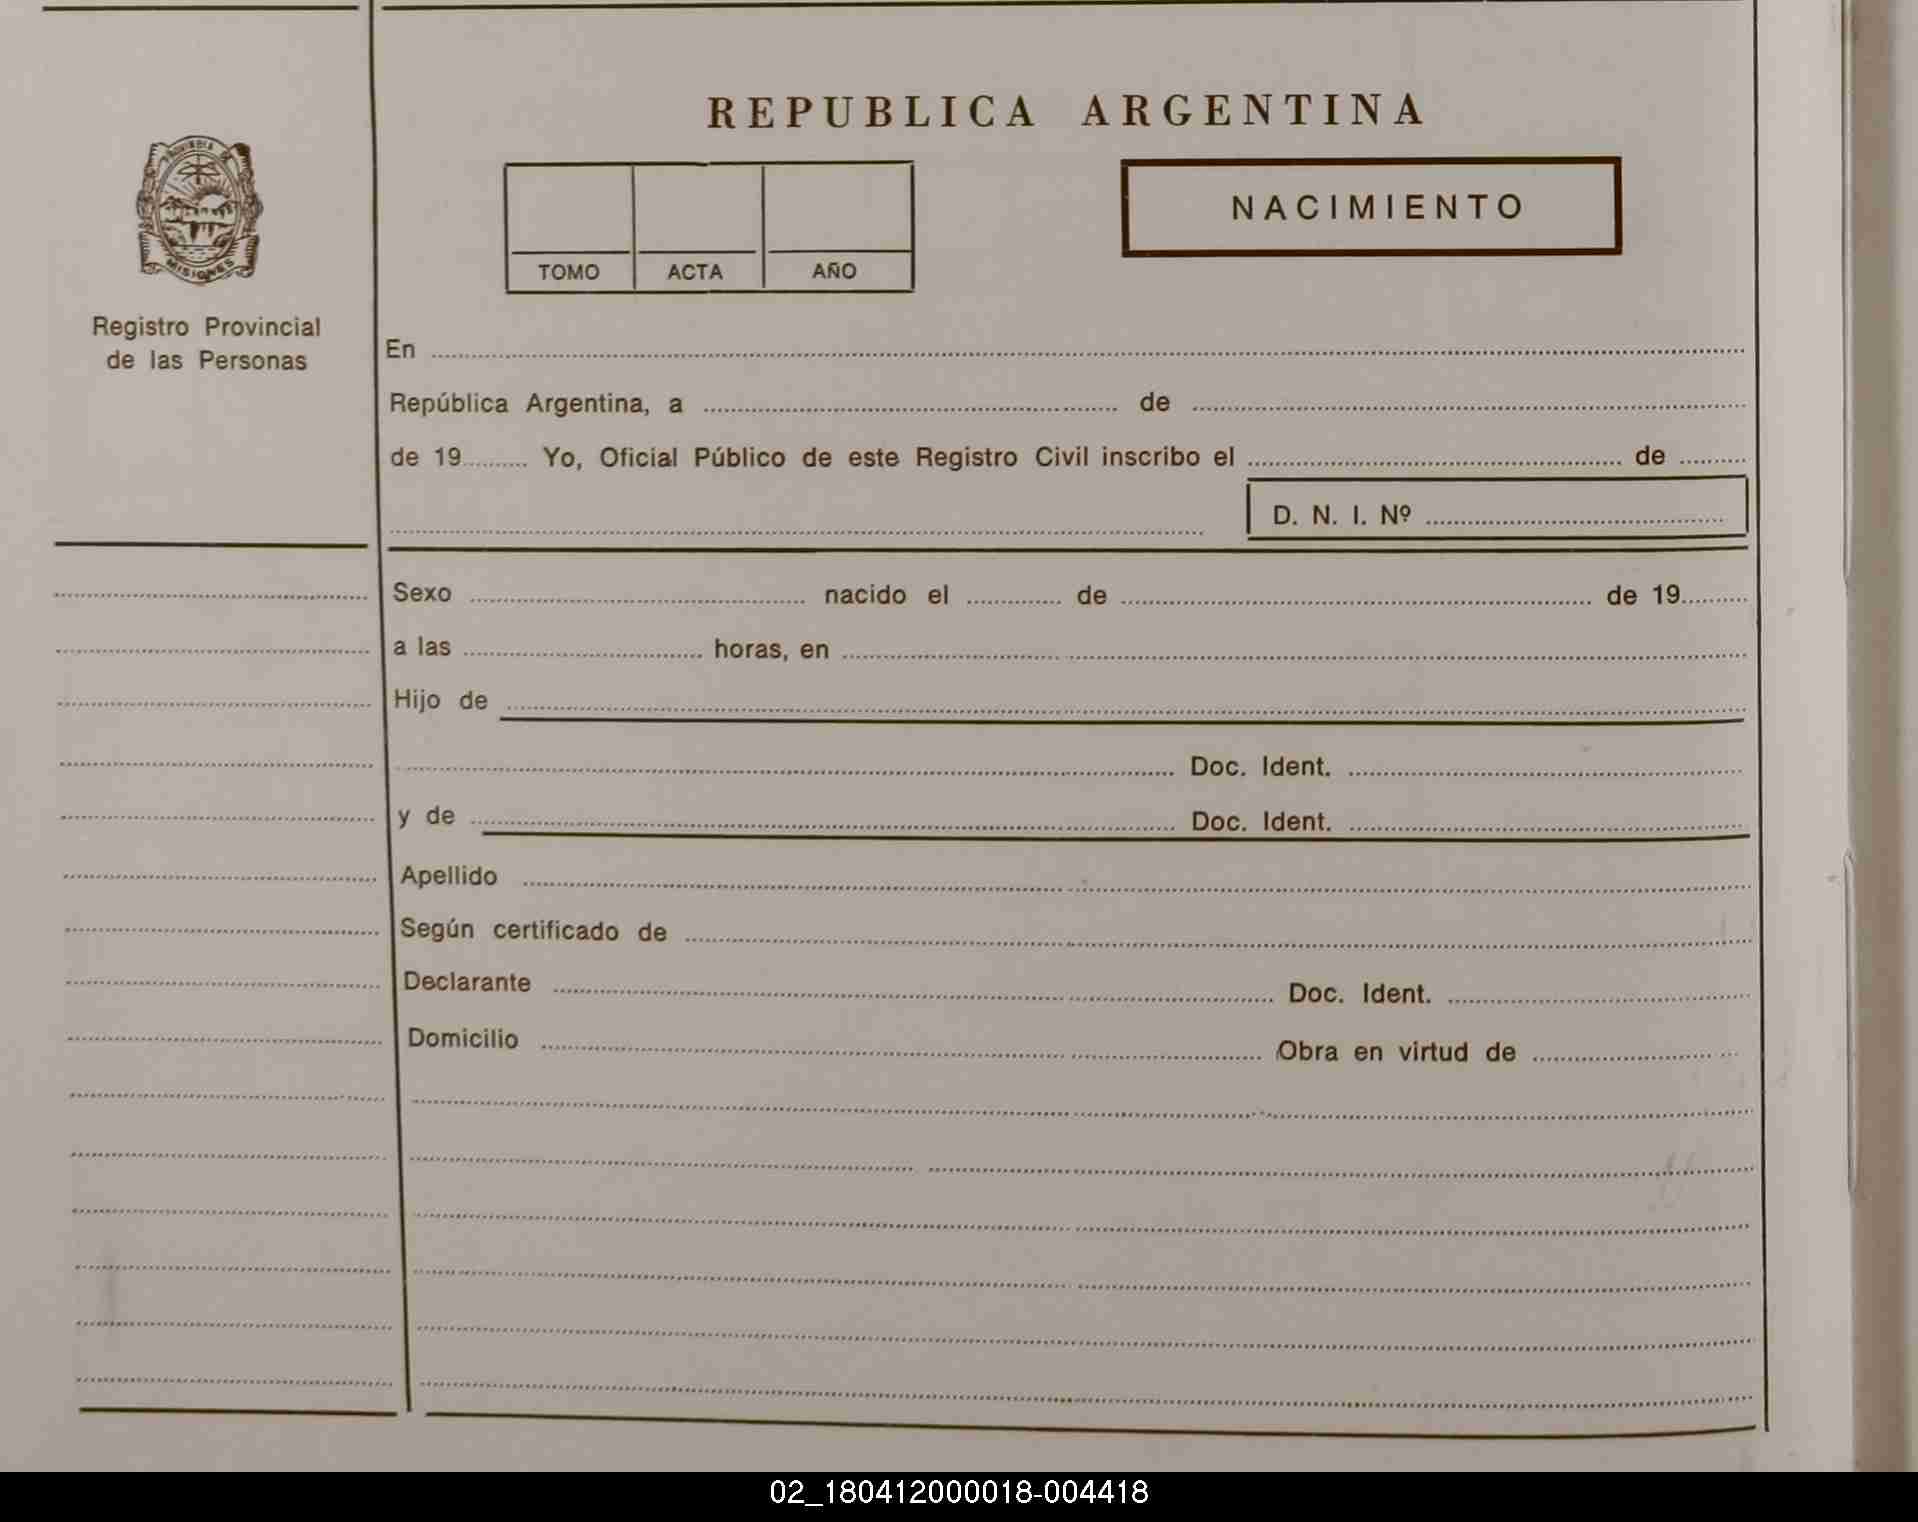 PROVINCIA DE
MISIONES
Registro Provincial
de las Personas
REPUBLICA ARGENTINA
TOMO ACTA AÑO
NACIMIENTO
En
República Argentina, a de
de 19 Yo, Oficial Público de este Registro Civil inscribo el de
D. N. I. Nº
Sexo nacido el de de 19
a las horas, en
Hijo de
Doc. Ident.
y de Doc. Ident.
Apellido
Según certificado de
Declarante Doc. Ident.
Domicilio Obra en virtud de
02_180412000018-004418